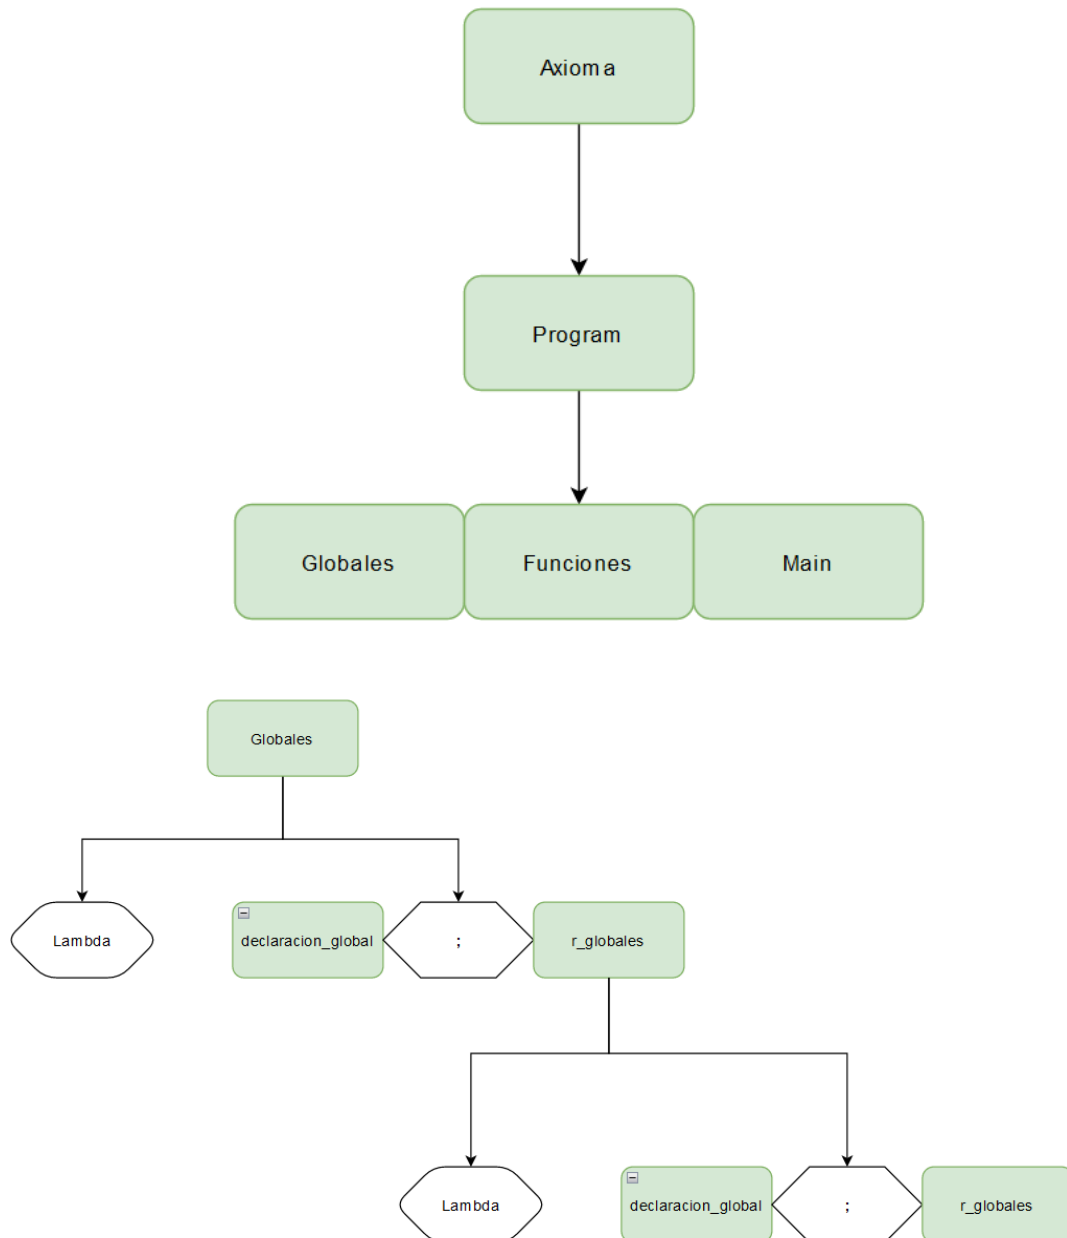 Axioma
Program
Globales
Funciones
Main
Globales
Lambda
declaracion_global
;
r_globales
Lambda
declaracion_global
;
r_globales